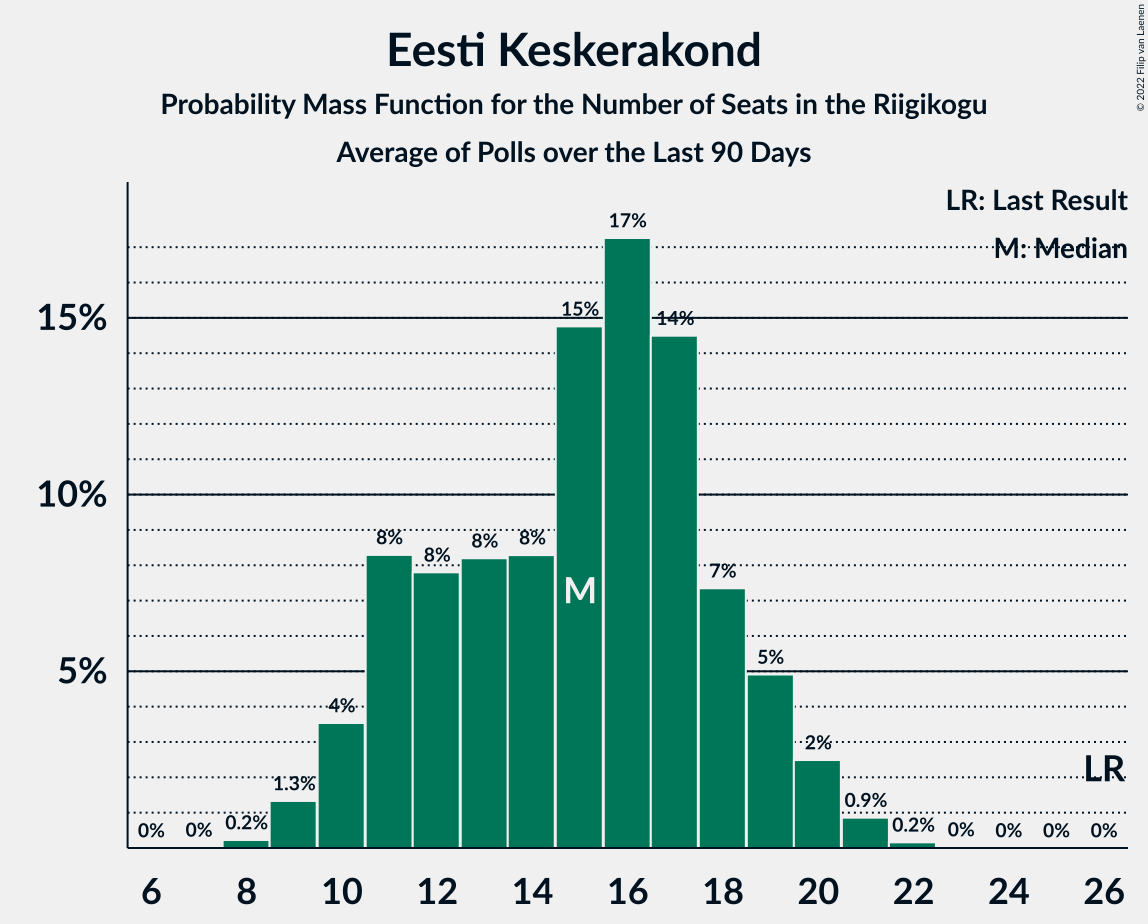 Eesti Keskerakond
Probability Mass Function for the Number of Seats in the Riigikogu
Average of Polls over the Last 90 Days
© 2022 Filip van Laenen
LR: Last Result
M: Median
15%
10%
5%
0%
0%
0.2%
1.3%
4%
8%
8%
8%
8%
15%
17%
14%
7%
5%
2%
0.9%
0.2%
0%
0%
0%
0%
M
LR
6 8 10 12 14 16 18 20 22 24 26